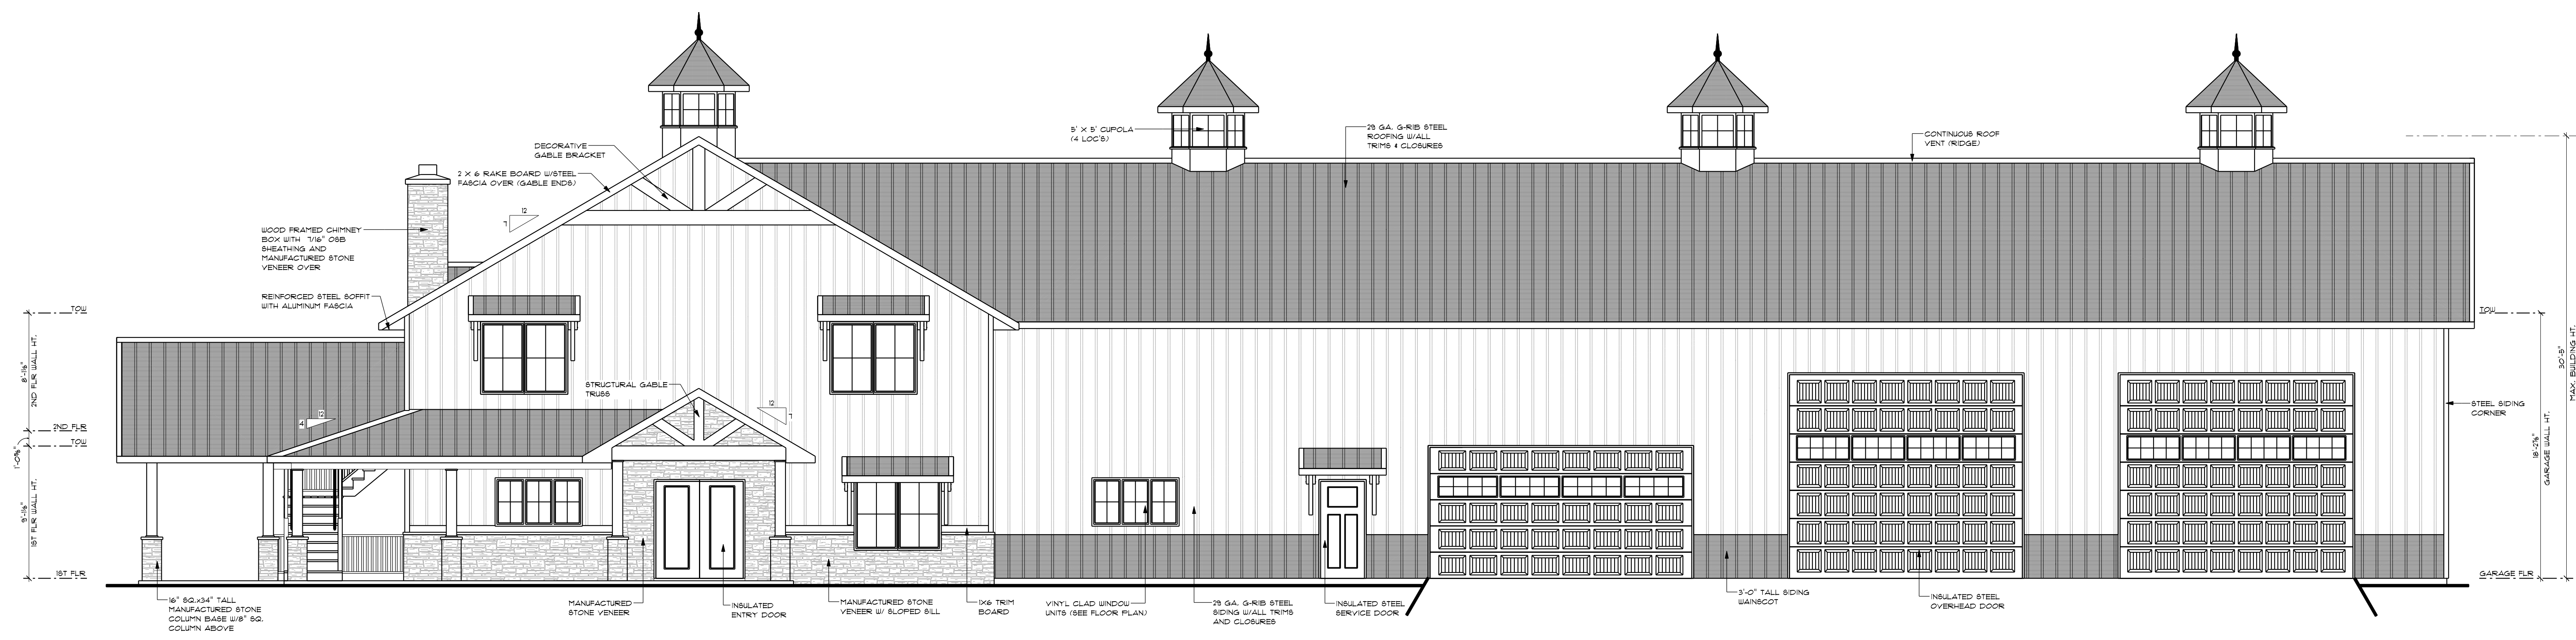 5' X 5' CUPOLA
(4 LOC'S)
29 GA. G-RIB STEEL
ROOFING W/ALL
TRIMS & CLOSURES
CONTINUOUS ROOF
VENT (RIDGE)
DECORATIVE
GABLE BRACKET
2 X 6 RAKE BOARD W/STEEL
FASCIA OVER (GABLE ENDS)
12
7
WOOD FRAMED CHIMNEY
BOX WITH 7/16" OSB
SHEATHING AND
MANUFACTURED STONE
VENEER OVER
REINFORCED STEEL SOFFIT
WITH ALUMINUM FASCIA
TOW
8'-1 1/8"
2ND FLR WALL HT.
2ND FLR
TOW
1'-0 3/8"
9'-1 1/8"
1ST FLR WALL HT.
1ST FLR
12
4
STRUCTURAL GABLE
TRUSS
12
7
TOW
30'-5"
MAX. BUILDING HT.
18'-2 5/8"
GARAGE WALL HT.
GARAGE FLR
STEEL SIDING
CORNER
16" SQ.x34" TALL
MANUFACTURED STONE
COLUMN BASE W/8" SQ.
COLUMN ABOVE
MANUFACTURED
STONE VENEER
INSULATED
ENTRY DOOR
MANUFACTURED STONE
VENEER W/ SLOPED SILL
1X6 TRIM
BOARD
VINYL CLAD WINDOW
UNITS (SEE FLOOR PLAN)
29 GA. G-RIB STEEL
SIDING W/ALL TRIMS
AND CLOSURES
INSULATED STEEL
SERVICE DOOR
3'-0" TALL SIDING
WAINSCOT
INSULATED STEEL
OVERHEAD DOOR